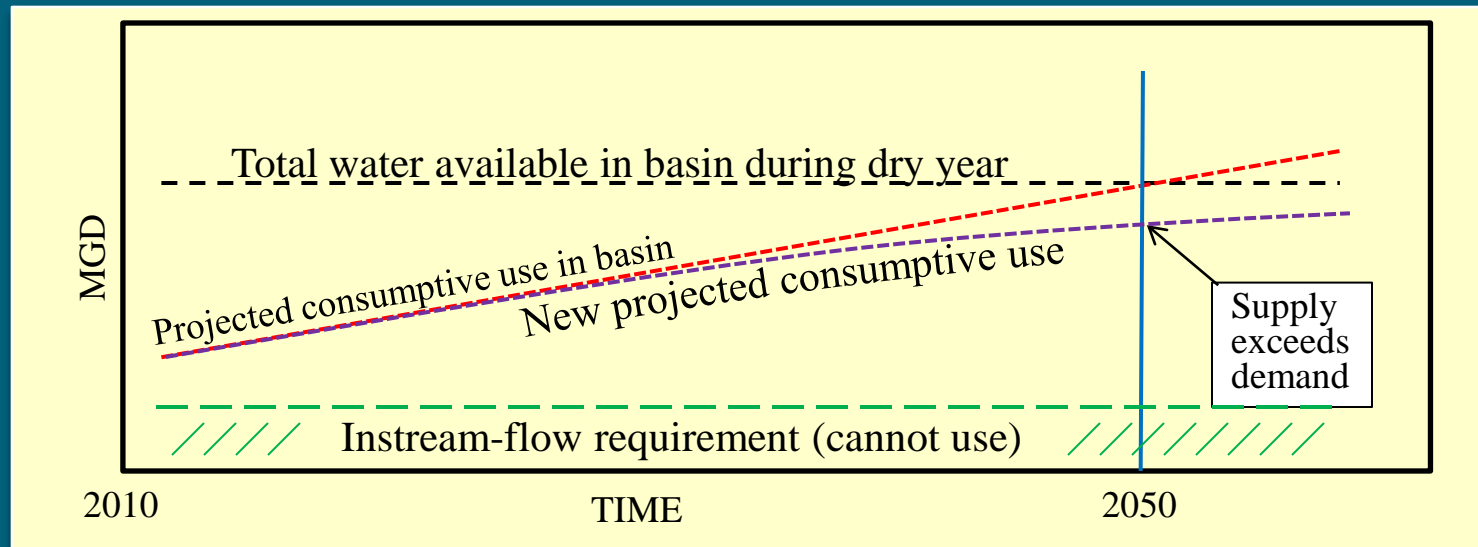 Total water available in basin during dry year
MGD
Projected consumptive use in basin
New projected consumptive use
Supply
exceeds
demand
Instream-flow requirement (cannot use)
2010
TIME
2050